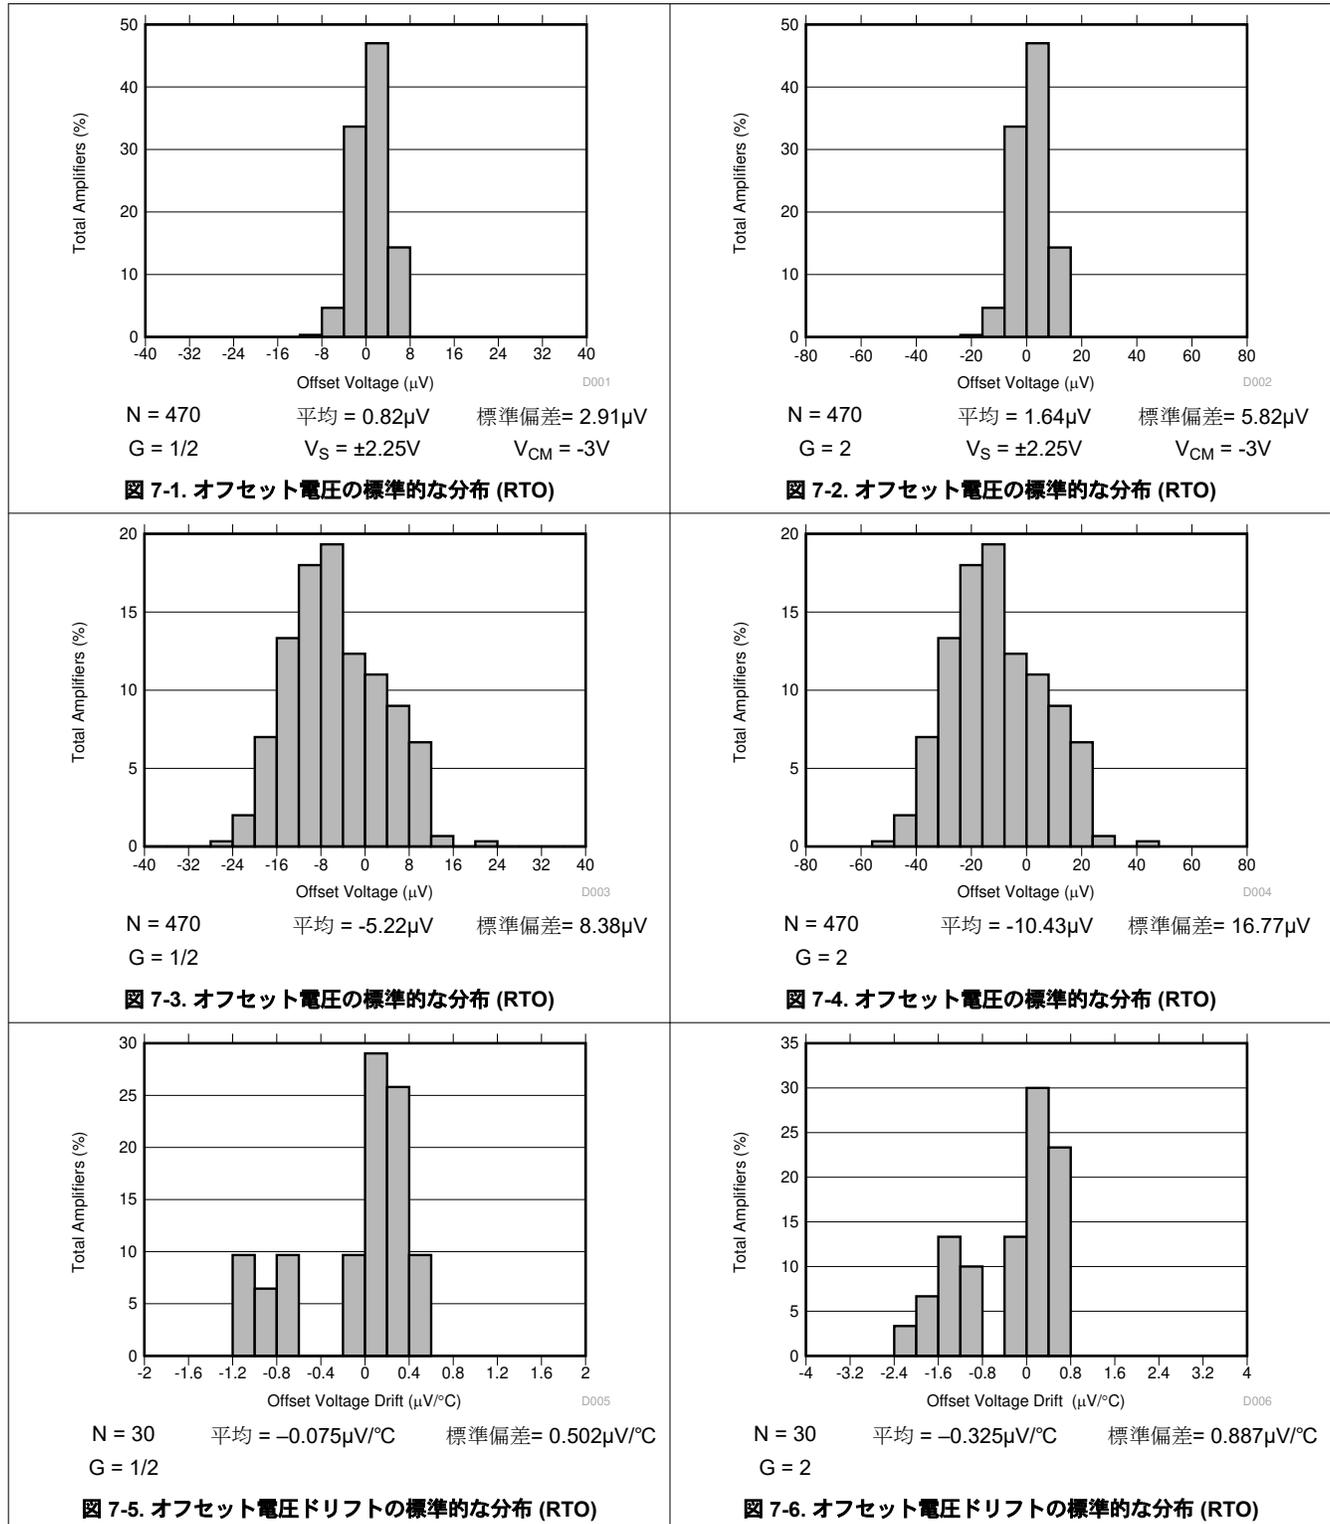 50
40
30
20
10
0
Total Amplifiers (%)
-40 -32 -24 -16 -8 0 8 16 24 32 40
Offset Voltage (μV)
D001
N = 470 平均 = 0.82μV 標準偏差= 2.91μV
G = 1/2 VS = ±2.25V VCM = -3V
図 7-1. オフセット電圧の標準的な分布 (RTO)
50
40
30
20
10
0
Total Amplifiers (%)
-80 -60 -40 -20 0 20 40 60 80
Offset Voltage (μV)
D002
N = 470 平均 = 1.64μV 標準偏差= 5.82μV
G = 2 VS = ±2.25V VCM = -3V
図 7-2. オフセット電圧の標準的な分布 (RTO)
20
15
10
5
0
Total Amplifiers (%)
-40 -32 -24 -16 -8 0 8 16 24 32 40
Offset Voltage (μV)
D003
N = 470 平均 = -5.22μV 標準偏差= 8.38μV
G = 1/2
図 7-3. オフセット電圧の標準的な分布 (RTO)
20
15
10
5
0
Total Amplifiers (%)
-80 -60 -40 -20 0 20 40 60 80
Offset Voltage (μV)
D004
N = 470 平均 = -10.43μV 標準偏差= 16.77μV
G = 2
図 7-4. オフセット電圧の標準的な分布 (RTO)
30
25
20
15
10
5
0
Total Amplifiers (%)
-2 -1.6 -1.2 -0.8 -0.4 0 0.4 0.8 1.2 1.6 2
Offset Voltage Drift (μV/°C)
D005
N = 30 平均 = –0.075μV/℃ 標準偏差= 0.502μV/℃
G = 1/2
図 7-5. オフセット電圧ドリフトの標準的な分布 (RTO)
35
30
25
20
15
10
5
0
Total Amplifiers (%)
-4 -3.2 -2.4 -1.6 -0.8 0 0.8 1.6 2.4 3.2 4
Offset Voltage Drift (μV/°C)
D006
N = 30 平均 = –0.325μV/℃ 標準偏差= 0.887μV/℃
G = 2
図 7-6. オフセット電圧ドリフトの標準的な分布 (RTO)